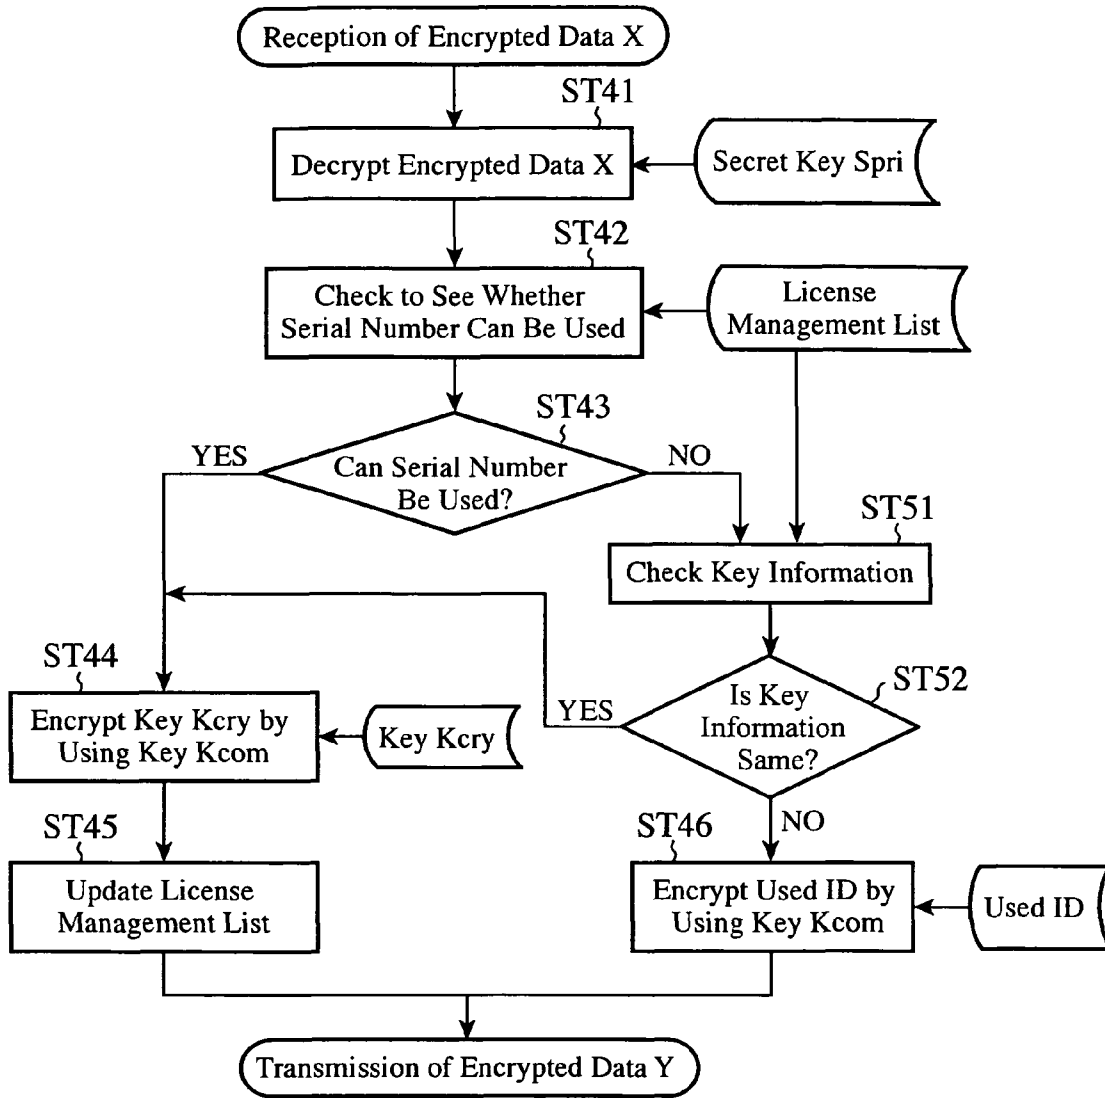 Reception of Encrypted Data X
ST41
Decrypt Encrypted Data X
Secret Key Spri
ST42
Check to See Whether
Serial Number Can Be Used
License
Management List
ST43
YES
Can Serial Number
Be Used?
NO
ST51
Check Key Information
ST44
Encrypt Key Kcry by
Using Key Kcom
Key Kcry
YES
Is Key
Information
Same?
ST52
NO
ST45
Update License
Management List
ST46
Encrypt Used ID by
Using Key Kcom
Used ID
Transmission of Encrypted Data Y